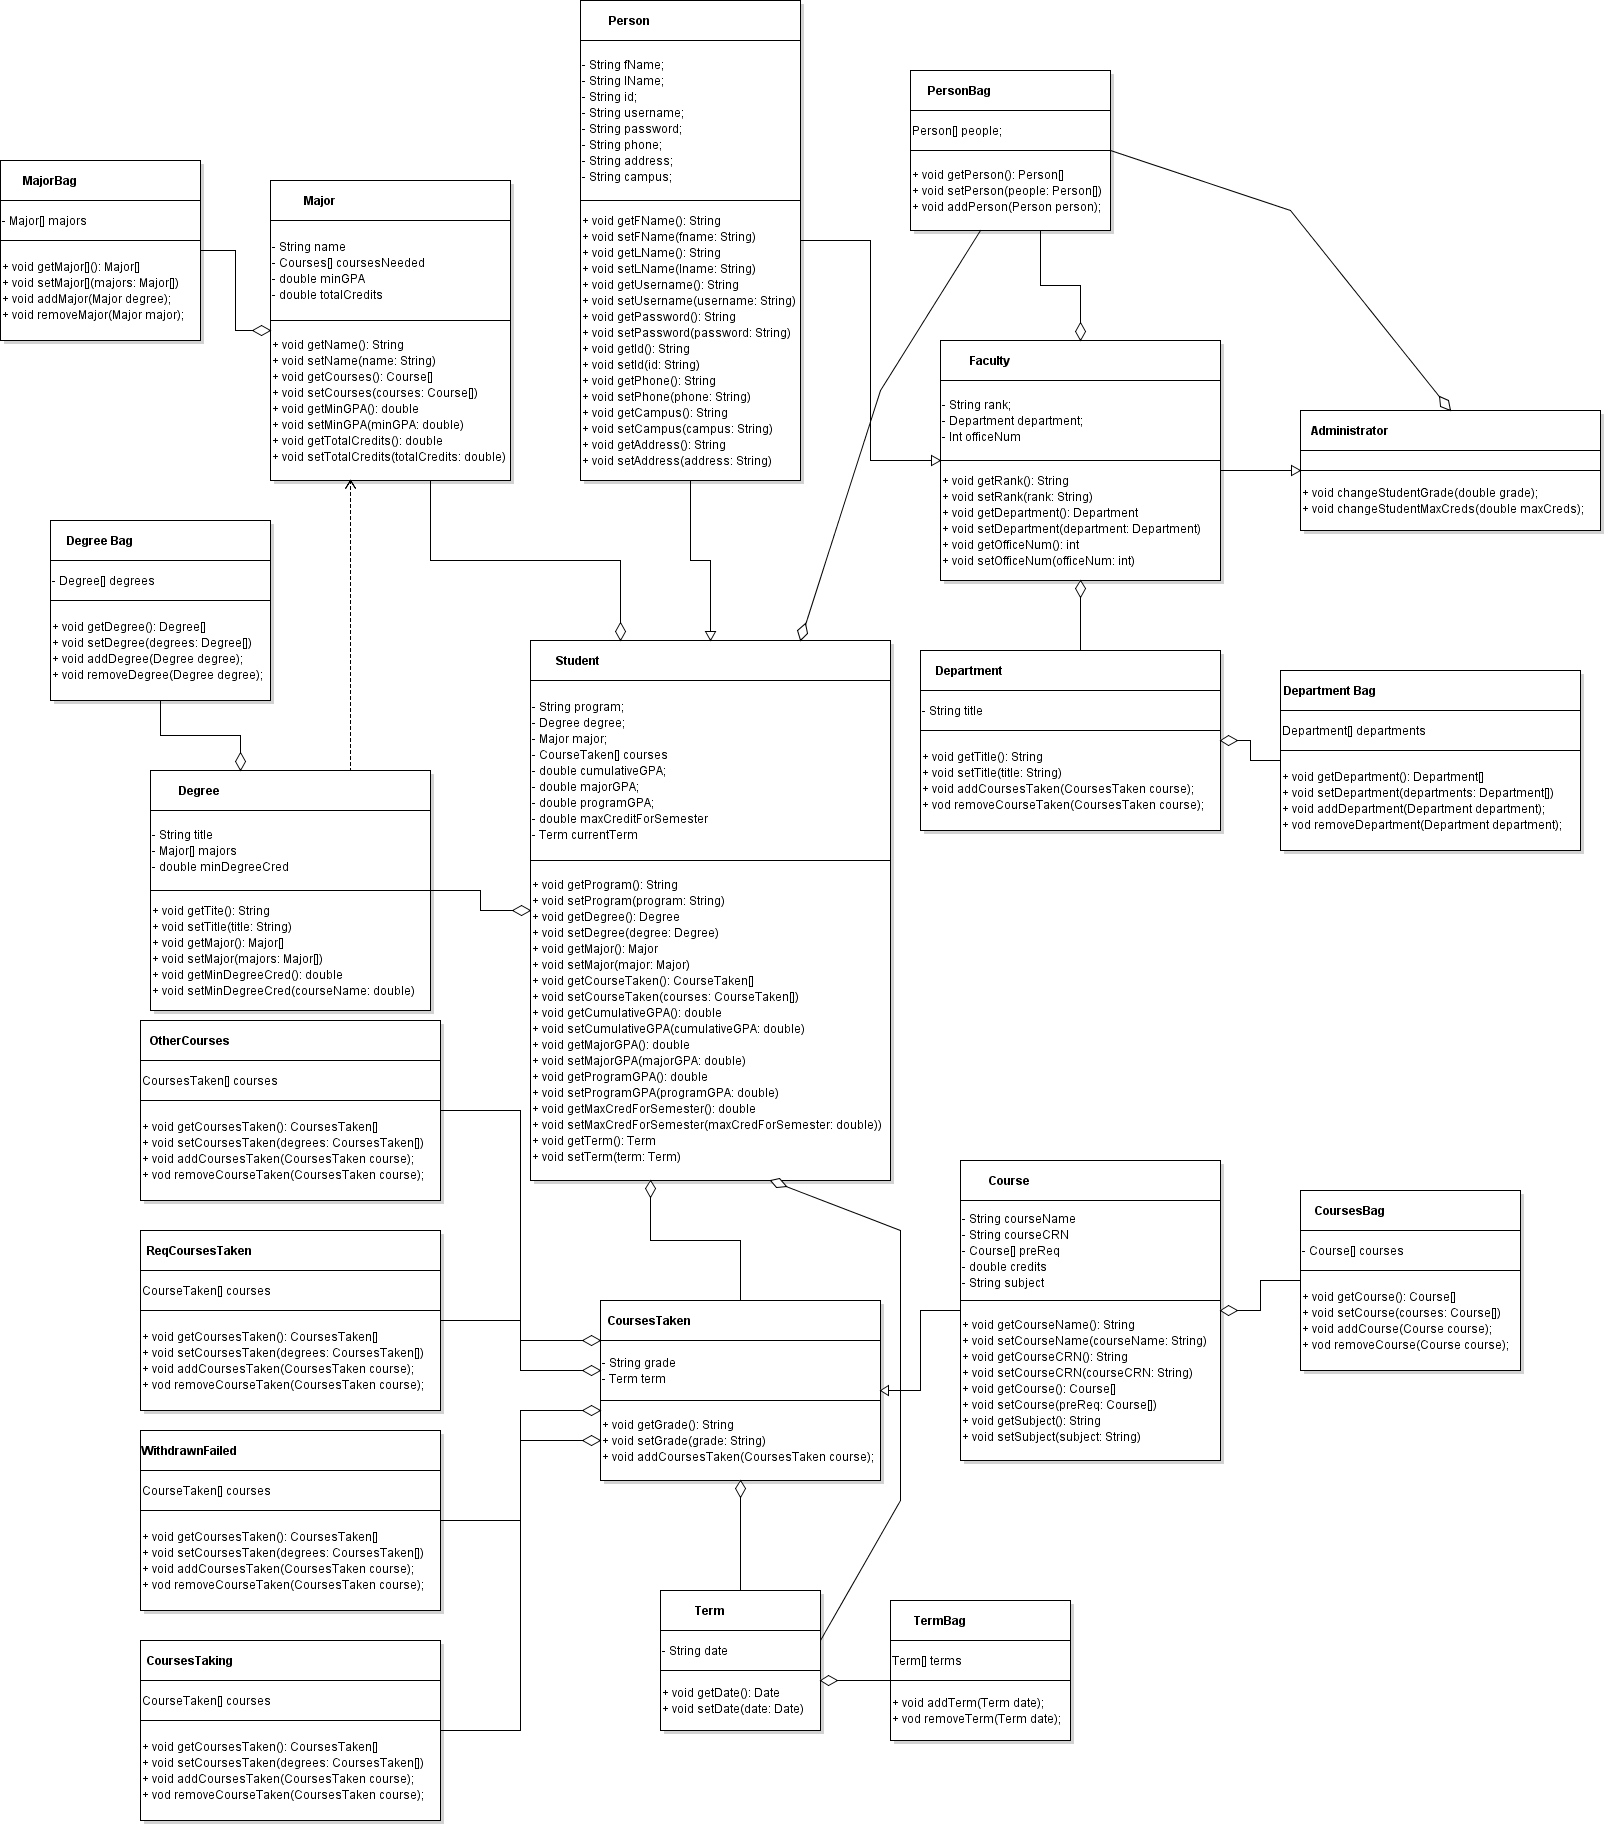 Person
- String fName;
- String lName;
- String id;
- String username;
- String password;
- String phone;
- String address;
- String campus;
+ void getFName(): String
+ void setFName(fname: String)
+ void getLName(): String
+ void setLName(lname: String)
+ void getUsername(): String
+ void setUsername(username: String)
+ void getPassword(): String
+ void setPassword(password: String)
+ void getId(): String
+ void setId(id: String)
+ void getPhone(): String
+ void setPhone(phone: String)
+ void getCampus(): String
+ void setCampus(campus: String)
+ void getAddress(): String
+ void setAddress(address: String)
PersonBag
Person[] people;
+ void getPerson(): Person[]
+ void setPerson(people: Person[])
+ void addPerson(Person person);
MajorBag
- Major[] majors
+ void getMajor[](): Major[]
+ void setMajor[](majors: Major[])
+ void addMajor(Major degree);
+ void removeMajor(Major major);
Major
- String name
- Courses[] coursesNeeded
- double minGPA
- double totalCredits
+ void getName(): String
+ void setName(name: String)
+ void getCourses(): Course[]
+ void setCourses(courses: Course[])
+ void getMinGPA(): double
+ void setMinGPA(minGPA: double)
+ void getTotalCredits(): double
+ void setTotalCredits(totalCredits: double)
Faculty
- String rank;
- Department department;
- Int officeNum
+ void getRank(): String
+ void setRank(rank: String)
+ void getDepartment(): Department
+ void setDepartment(department: Department)
+ void getOfficeNum(): int
+ void setOfficeNum(officeNum: int)
Administrator
+ void changeStudentGrade(double grade);
+ void changeStudentMaxCreds(double maxCreds);
Degree Bag
- Degree[] degrees
+ void getDegree(): Degree[]
+ void setDegree(degrees: Degree[])
+ void addDegree(Degree degree);
+ void removeDegree(Degree degree);
Student
- String program;
- Degree degree;
- Major major;
- CourseTaken[] courses
- double cumulativeGPA;
- double majorGPA;
- double programGPA;
- double maxCreditForSemester
- Term currentTerm
+ void getProgram(): String
+ void setProgram(program: String)
+ void getDegree(): Degree
+ void setDegree(degree: Degree)
+ void getMajor(): Major
+ void setMajor(major: Major)
+ void getCourseTaken(): CourseTaken[]
+ void setCourseTaken(courses: CourseTaken[])
+ void getCumulativeGPA(): double
+ void setCumulativeGPA(cumulativeGPA: double)
+ void getMajorGPA(): double
+ void setMajorGPA(majorGPA: double)
+ void getProgramGPA(): double
+ void setProgramGPA(programGPA: double)
+ void getMaxCredForSemester(): double
+ void setMaxCredForSemester(maxCredForSemester: double))
+ void getTerm(): Term
+ void setTerm(term: Term)
Department
- String title
+ void getTitle(): String
+ void setTitle(title: String)
+ void addCoursesTaken(CoursesTaken course);
+ vod removeCourseTaken(CoursesTaken course);
Department Bag
Department[] departments
+ void getDepartment(): Department[]
+ void setDepartment(departments: Department[])
+ void addDepartment(Department department);
+ vod removeDepartment(Department department);
Degree
- String title
- Major[] majors
- double minDegreeCred
+ void getTite(): String
+ void setTitle(title: String)
+ void getMajor(): Major[]
+ void setMajor(majors: Major[])
+ void getMinDegreeCred(): double
+ void setMinDegreeCred(courseName: double)
OtherCourses
CoursesTaken[] courses
+ void getCoursesTaken(): CoursesTaken[]
+ void setCoursesTaken(degrees: CoursesTaken[])
+ void addCoursesTaken(CoursesTaken course);
+ vod removeCourseTaken(CoursesTaken course);
ReqCoursesTaken
CourseTaken[] courses
+ void getCoursesTaken(): CoursesTaken[]
+ void setCoursesTaken(degrees: CoursesTaken[])
+ void addCoursesTaken(CoursesTaken course);
+ vod removeCourseTaken(CoursesTaken course);
WithdrawnFailed
CourseTaken[] courses
+ void getCoursesTaken(): CoursesTaken[]
+ void setCoursesTaken(degrees: CoursesTaken[])
+ void addCoursesTaken(CoursesTaken course);
+ vod removeCourseTaken(CoursesTaken course);
CoursesTaking
CourseTaken[] courses
+ void getCoursesTaken(): CoursesTaken[]
+ void setCoursesTaken(degrees: CoursesTaken[])
+ void addCoursesTaken(CoursesTaken course);
+ vod removeCourseTaken(CoursesTaken course);
CoursesTaken
- String grade
- Term term
+ void getGrade(): String
+ void setGrade(grade: String)
+ void addCoursesTaken(CoursesTaken course);
Course
- String courseName
- String courseCRN
- Course[] preReq
- double credits
- String subject
+ void getCourseName(): String
+ void setCourseName(courseName: String)
+ void getCourseCRN(): String
+ void setCourseCRN(courseCRN: String)
+ void getCourse(): Course[]
+ void setCourse(preReq: Course[])
+ void getSubject(): String
+ void setSubject(subject: String)
CoursesBag
- Course[] courses
+ void getCourse(): Course[]
+ void setCourse(courses: Course[])
+ void addCourse(Course course);
+ vod removeCourse(Course course);
Term
- String date
+ void getDate(): Date
+ void setDate(date: Date)
TermBag
Term[] terms
+ void addTerm(Term date);
+ vod removeTerm(Term date);